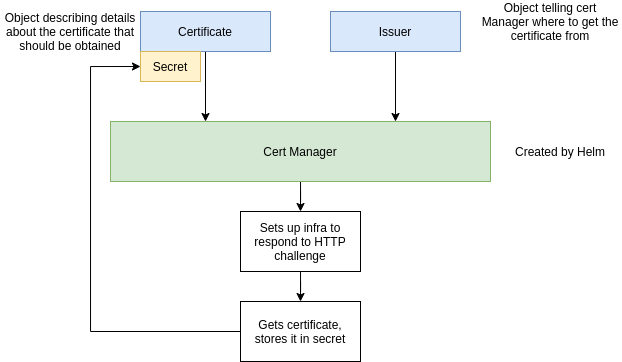 Object describing details
about the certificate that
should be obtained
Certificate
Secret
Issuer
Object telling cert
Manager where to get the
certificate from
Cert Manager
Created by Helm
Sets up infra to
respond to HTTP
challenge
Gets certificate,
stores it in secret